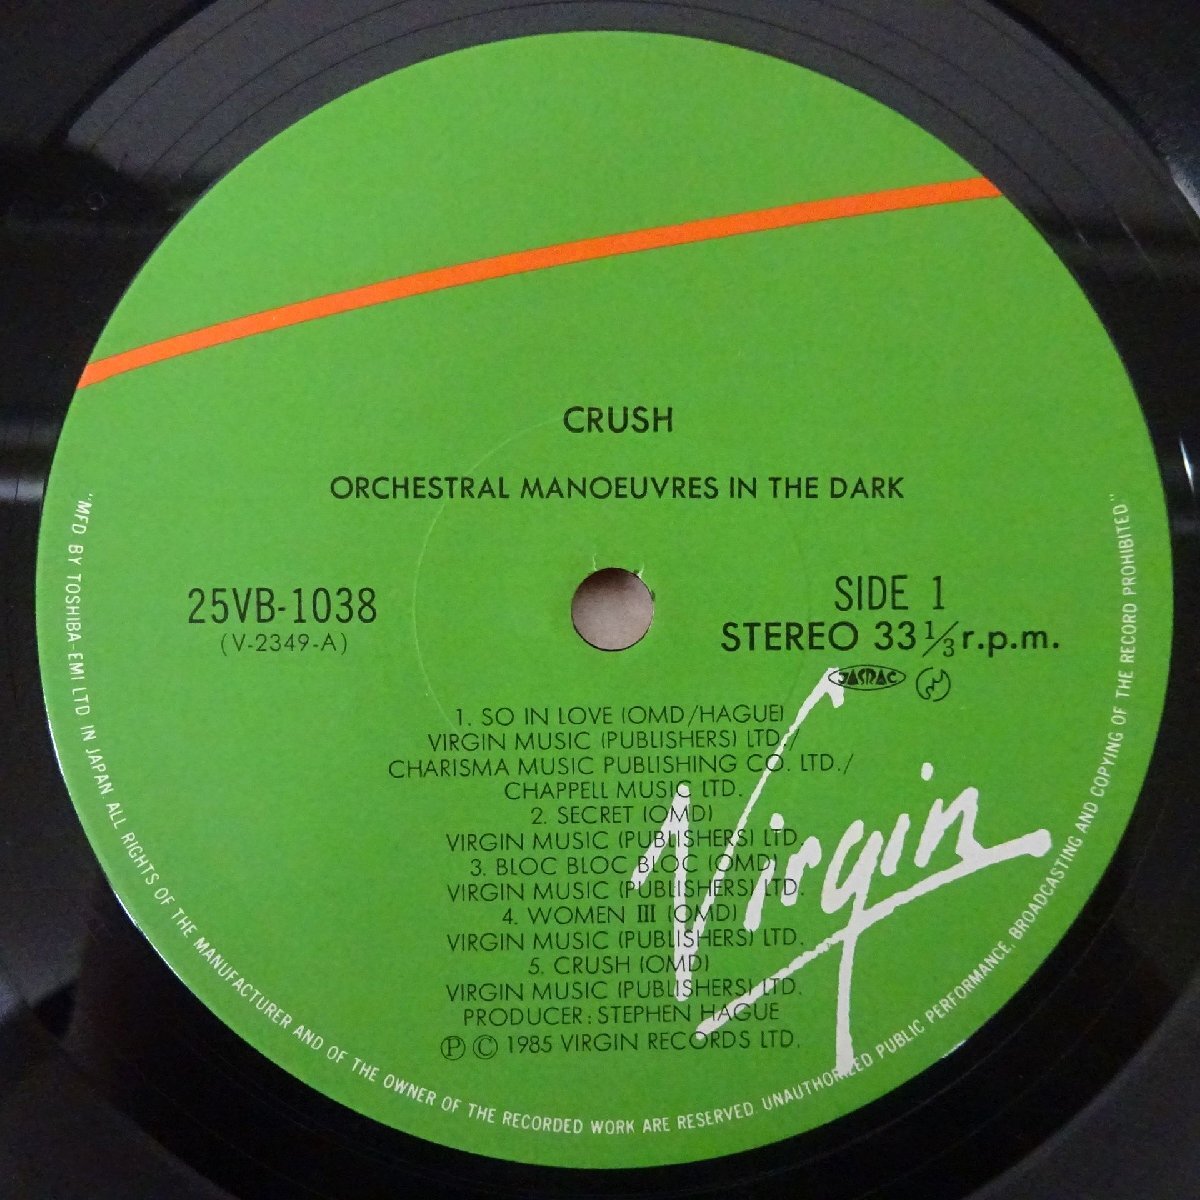 CRUSH
ORCHESTRAL MANOEUVRES IN THE DARK
25VB-1038
(V-2349-A)
SIDE 1
STEREO 33 1/3 r.p.m.
JASRAC
1. SO IN LOVE (OMD/HAGUE)
VIRGIN MUSIC (PUBLISHERS) LTD./
CHARISMA MUSIC PUBLISHING CO. LTD./
CHAPPELL MUSIC LTD.
2. SECRET (OMD)
VIRGIN MUSIC (PUBLISHERS) LTD.
3. BLOC BLOC BLOC (OMD)
VIRGIN MUSIC (PUBLISHERS) LTD.
4. WOMEN III (OMD)
VIRGIN MUSIC (PUBLISHERS) LTD.
5. CRUSH (OMD)
VIRGIN MUSIC (PUBLISHERS) LTD.
PRODUCER: STEPHEN HAGUE
Ⓟ © 1985 VIRGIN RECORDS LTD.
Virgin
"MFD BY TOSHIBA-EMI LTD IN JAPAN ALL RIGHTS OF THE MANUFACTURER AND OF THE OWNER OF THE RECORDED WORK ARE RESERVED UNAUTHORIZED PUBLIC PERFORMANCE, BROADCASTING AND COPYING OF THE RECORD PROHIBITED"